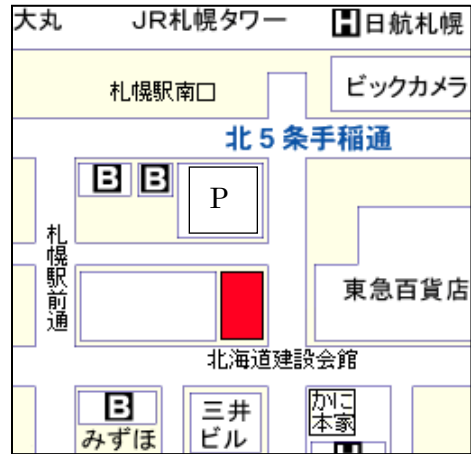 大丸
JR札幌タワー
H日航札幌
札幌駅南口
ビックカメラ
北5条手稲通
B
B
P
札幌駅前通
東急百貨店
北海道建設会館
B
みずほ
三井
ビル
かに
本家
H